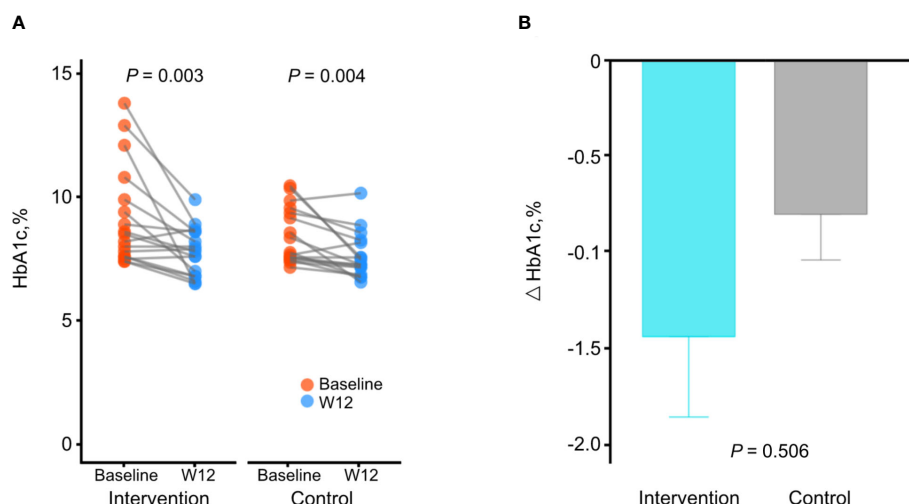 A
P = 0.003
P = 0.004
15
10
5
0
HbA1c, %
Baseline
W12
Baseline
W12
Baseline
W12
Intervention
Control
B
0
-0.5
-0.1
-1.5
-2.0
△ HbA1c, %
P = 0.506
Intervention
Control